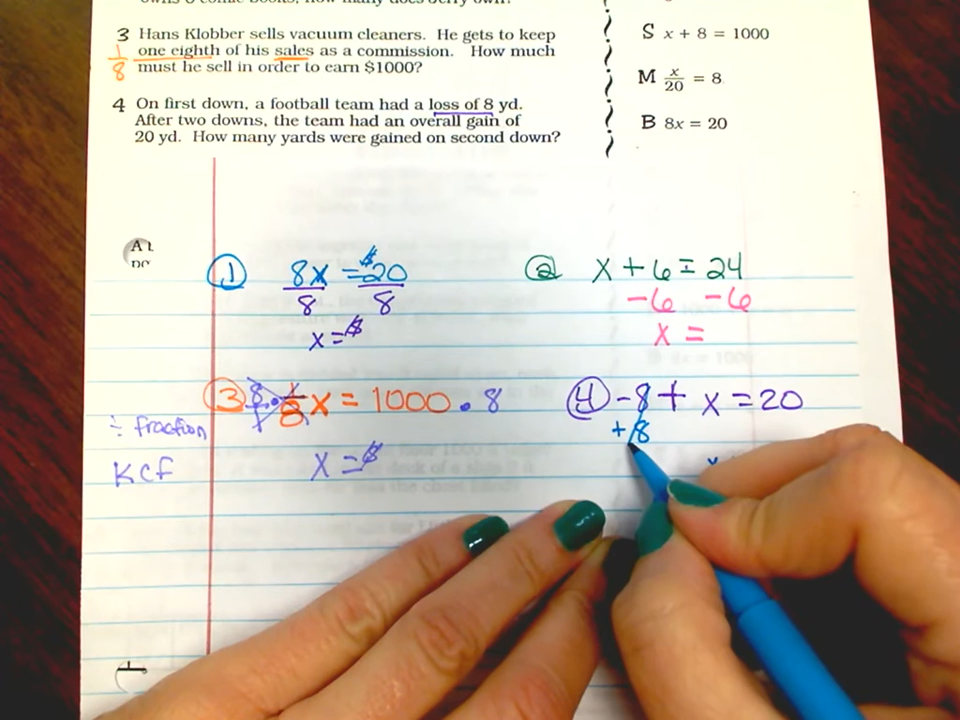 3 Hans Klobber sells vacuum cleaners. He gets to keep
1/8 one eighth of his sales as a commission. How much
must he sell in order to earn $1000?
4 On first down, a football team had a loss of 8 yd.
After two downs, the team had an overall gain of
20 yd. How many yards were gained on second down?
S x + 8 = 1000
M x/20 = 8
B 8x = 20
① 8x = $20
8 8
x = $
② x + 6 = 24
-6 -6
x =
③ 8/1 · 1/8 x = 1000 · 8
÷ fraction
KCF
x = $
④ -8 + x = 20
+8